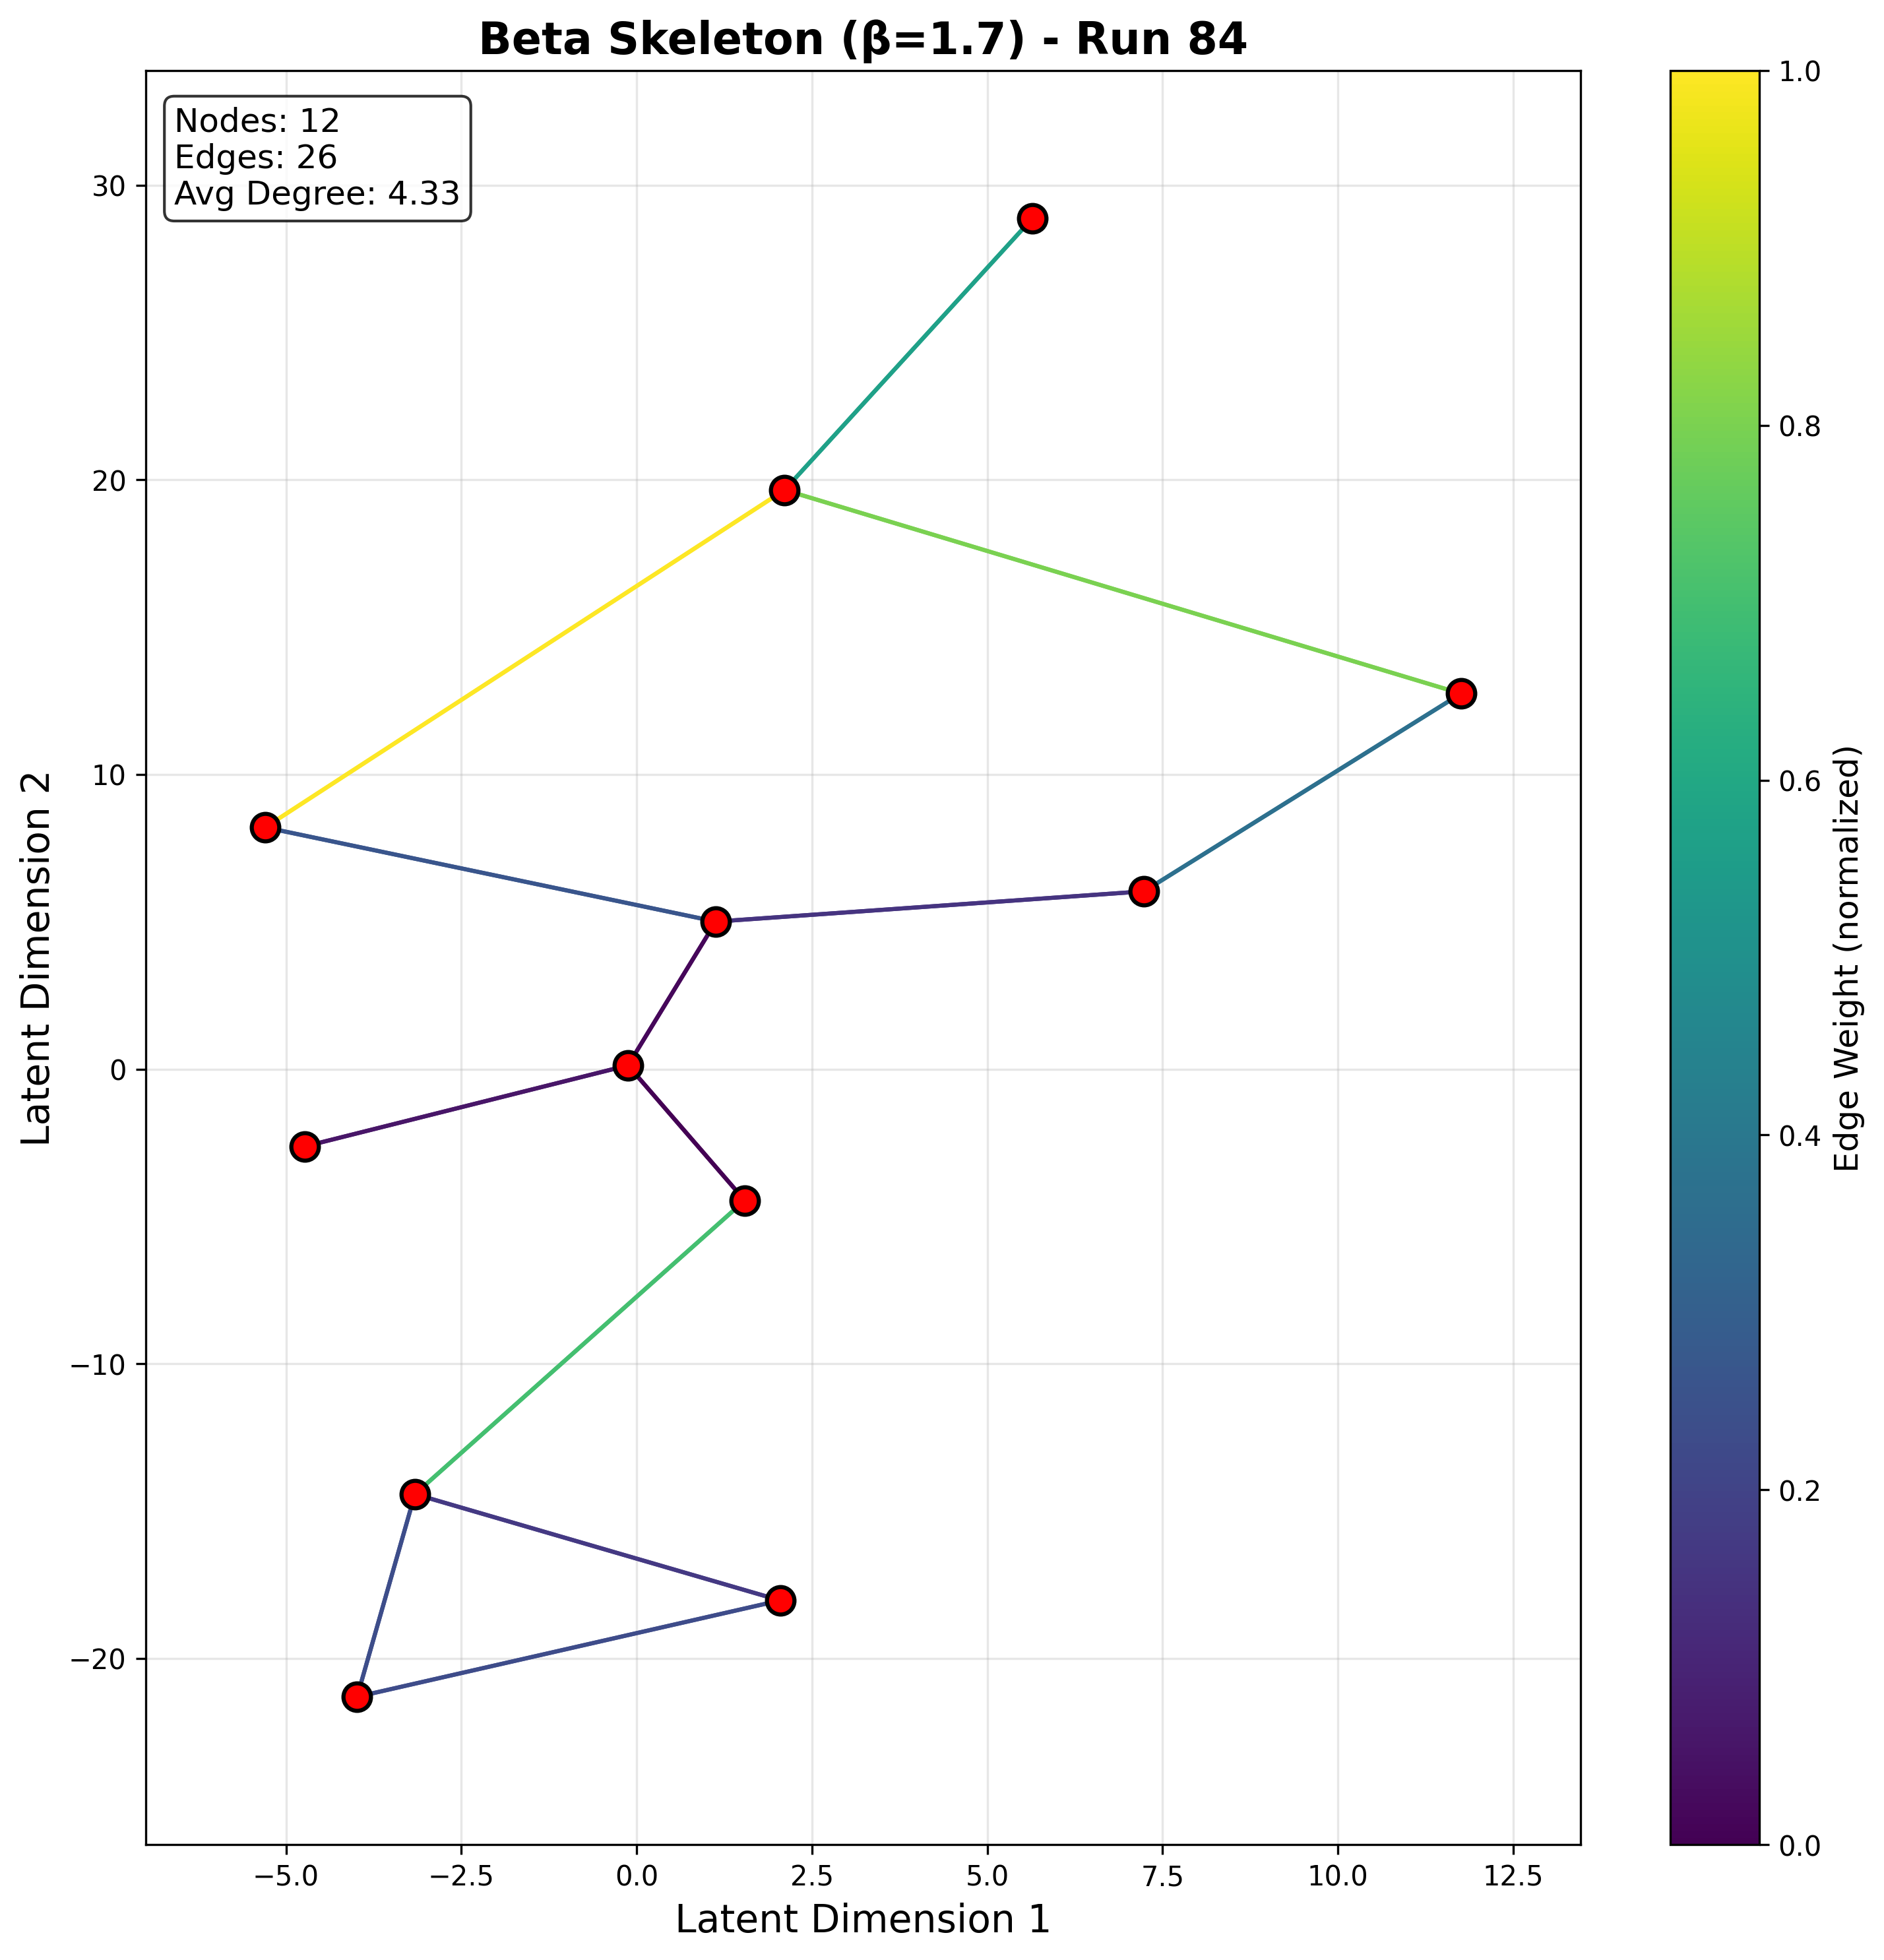 Beta Skeleton (β=1.7) - Run 84
Nodes: 12
Edges: 26
Avg Degree: 4.33
30
20
10
0
−10
−20
Latent Dimension 2
−5.0
−2.5
0.0
2.5
5.0
7.5
10.0
12.5
Latent Dimension 1
1.0
0.8
0.6
0.4
0.2
0.0
Edge Weight (normalized)